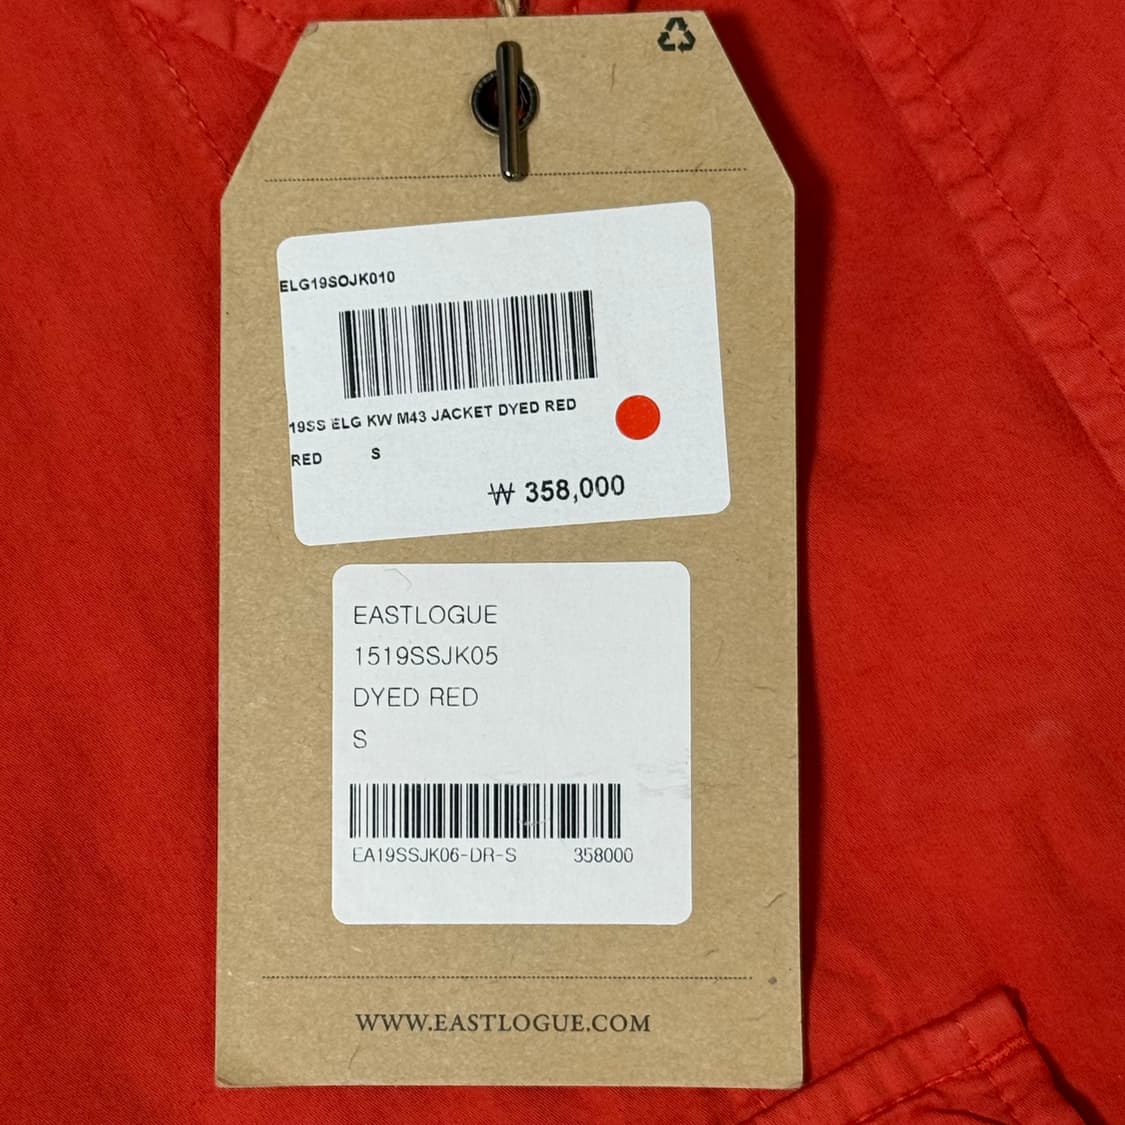 ELG19SOJK010
19SS ELG KW M43 JACKET DYED RED
RED S
₩ 358,000
EASTLOGUE
1519SSJK05
DYED RED
S
EA19SSJK06-DR-S 358000
WWW.EASTLOGUE.COM